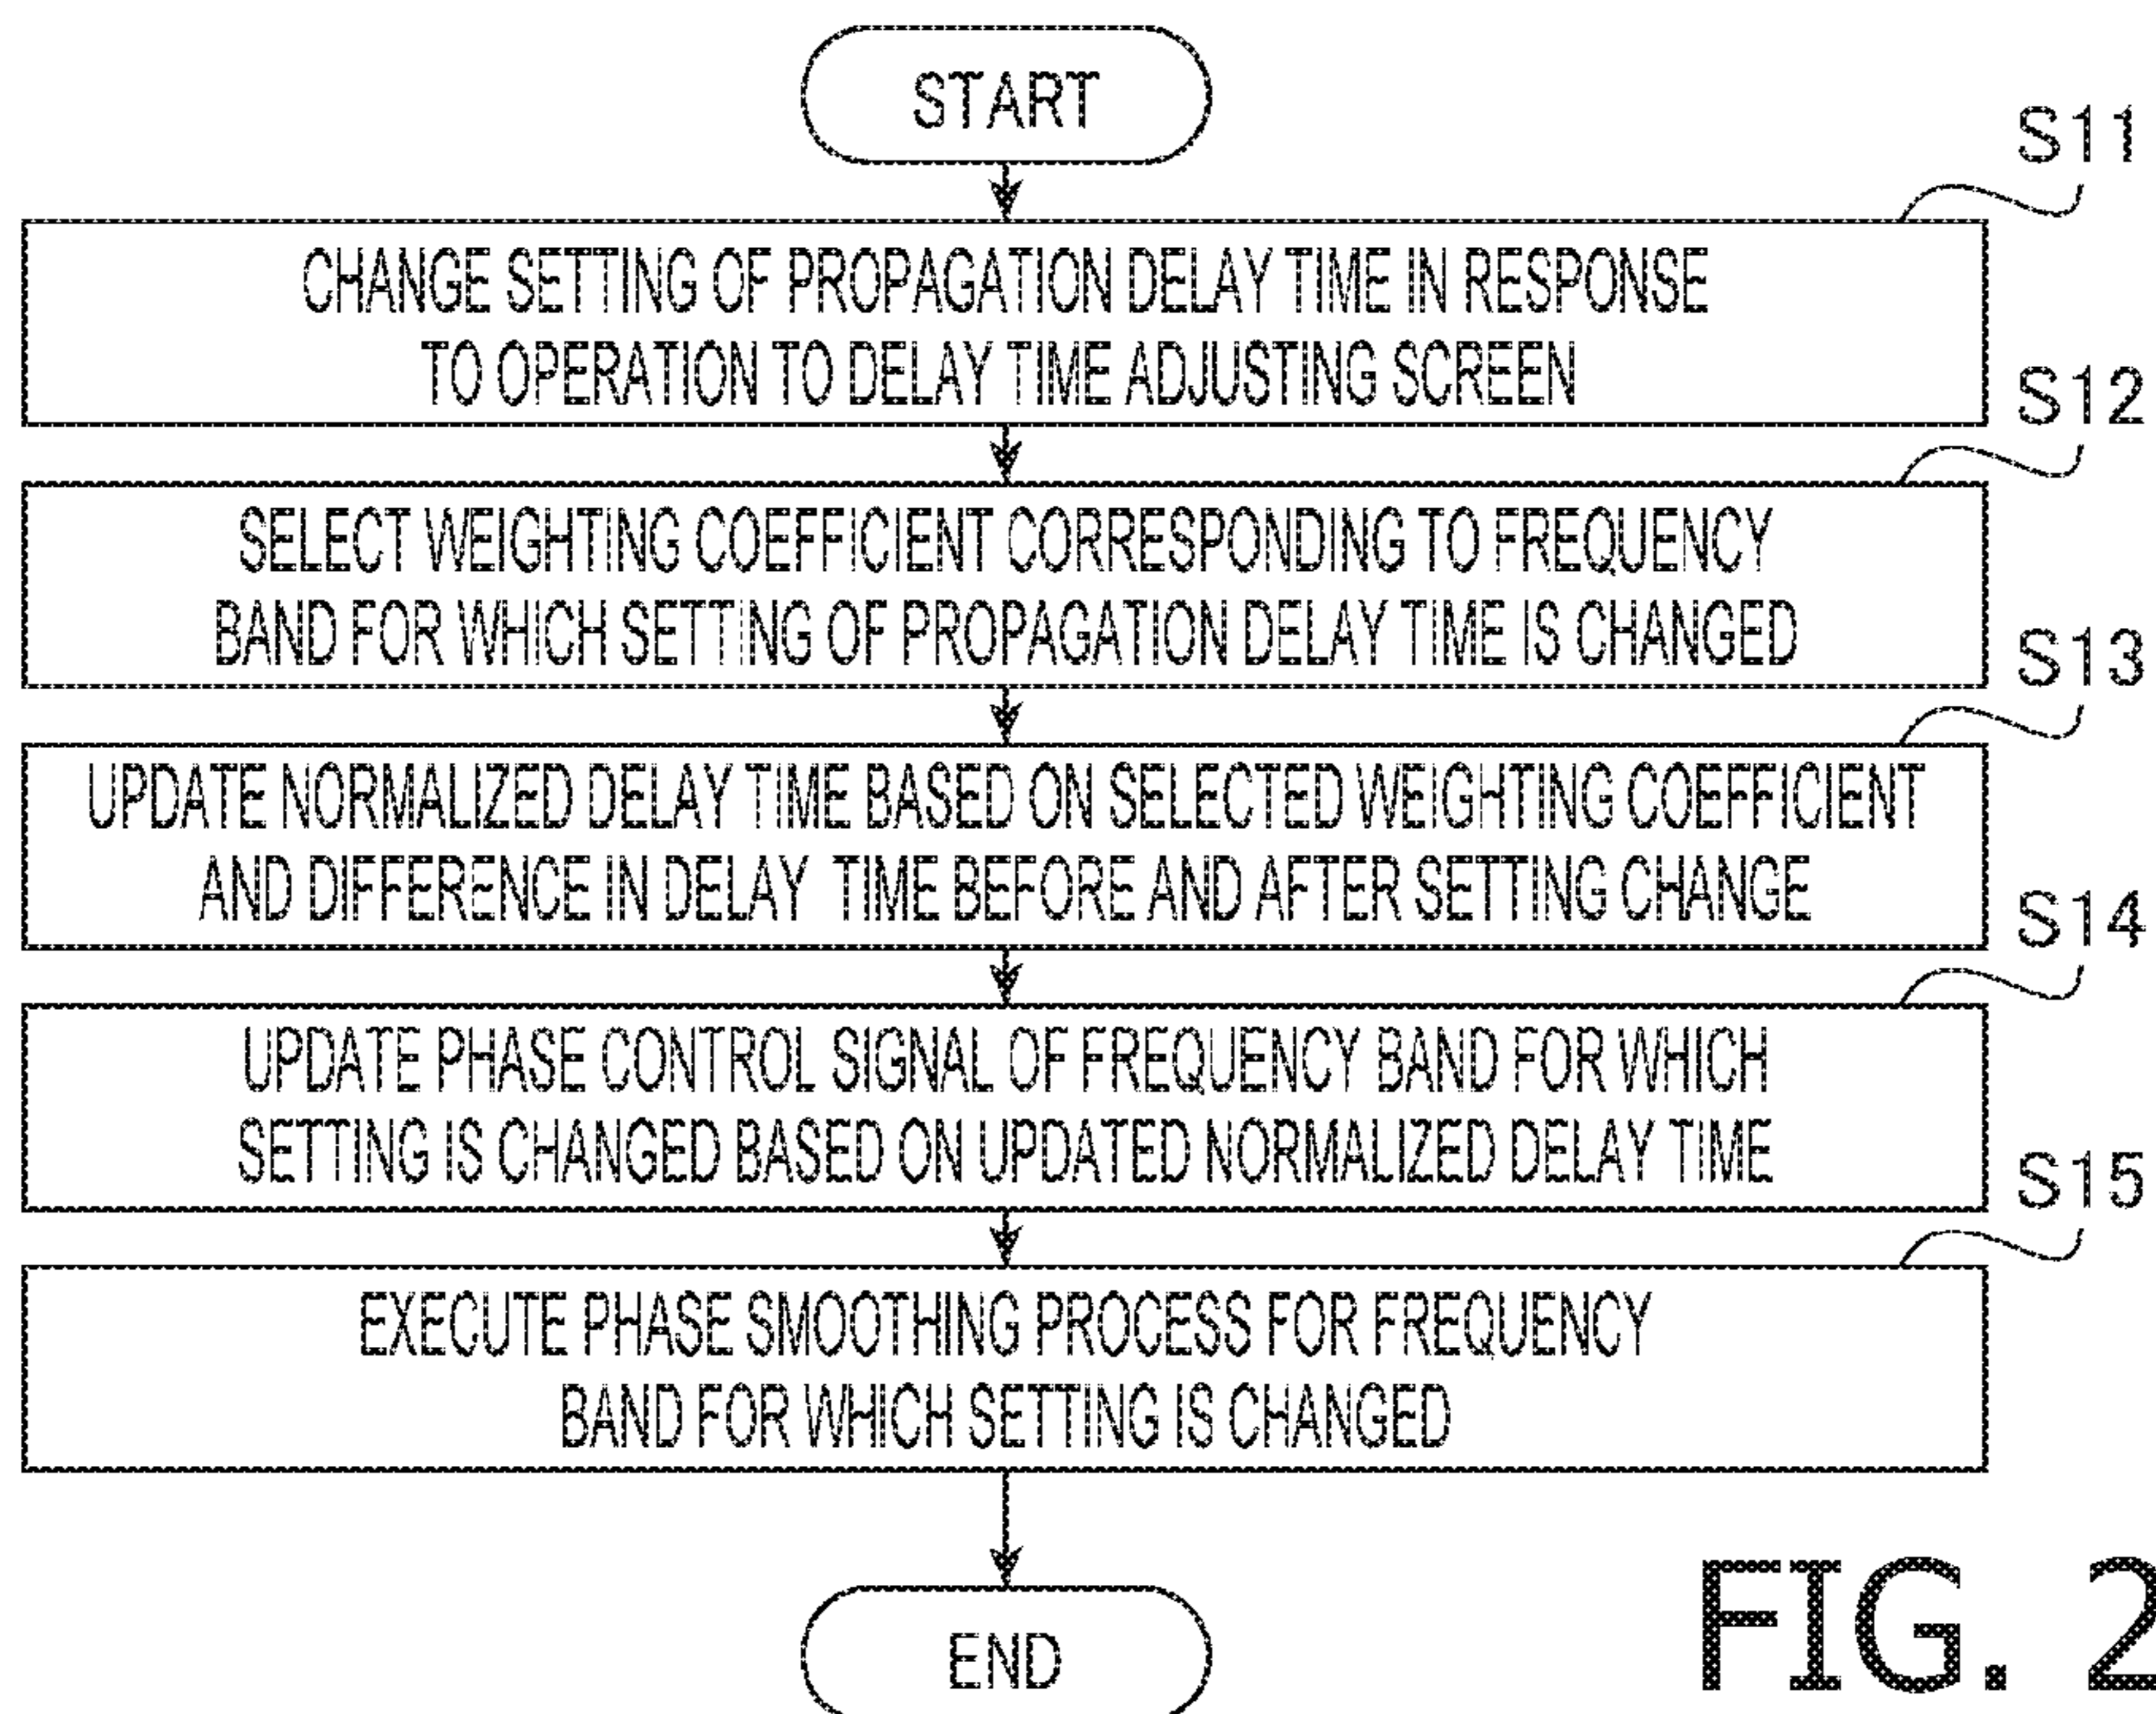 START
S11
CHANGE SETTING OF PROPAGATION DELAY TIME IN RESPONSE
TO OPERATION TO DELAY TIME ADJUSTING SCREEN
S12
SELECT WEIGHTING COEFFICIENT CORRESPONDING TO FREQUENCY
BAND FOR WHICH SETTING OF PROPAGATION DELAY TIME IS CHANGED
S13
UPDATE NORMALIZED DELAY TIME BASED ON SELECTED WEIGHTING COEFFICIENT
AND DIFFERENCE IN DELAY TIME BEFORE AND AFTER SETTING CHANGE
S14
UPDATE PHASE CONTROL SIGNAL OF FREQUENCY BAND FOR WHICH
SETTING IS CHANGED BASED ON UPDATED NORMALIZED DELAY TIME
S15
EXECUTE PHASE SMOOTHING PROCESS FOR FREQUENCY
BAND FOR WHICH SETTING IS CHANGED
END
FIG. 2